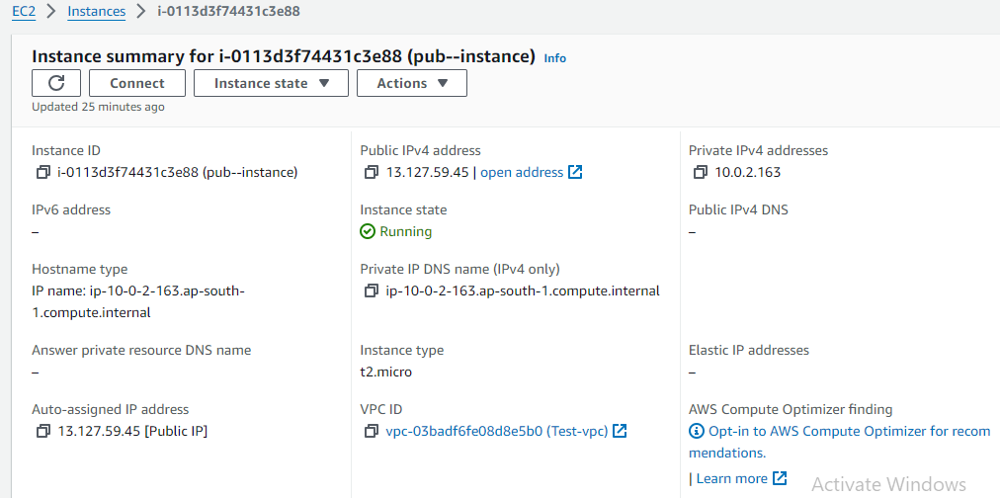 EC2 > Instances > i-0113d3f74431c3e88
Instance summary for i-0113d3f74431c3e88 (pub--instance) Info
Connect Instance state Actions
Updated 25 minutes ago
Instance ID
i-0113d3f74431c3e88 (pub--instance)
Public IPv4 address
13.127.59.45 | open address
Private IPv4 addresses
10.0.2.163
IPv6 address
–
Instance state
Running
Public IPv4 DNS
–
Hostname type
IP name: ip-10-0-2-163.ap-south-
1.compute.internal
Private IP DNS name (IPv4 only)
ip-10-0-2-163.ap-south-1.compute.internal
Answer private resource DNS name
–
Instance type
t2.micro
Elastic IP addresses
–
Auto-assigned IP address
13.127.59.45 [Public IP]
VPC ID
vpc-03badf6fe08d8e5b0 (Test-vpc)
AWS Compute Optimizer finding
Opt-in to AWS Compute Optimizer for recom
mendations.
| Learn more
Activate Windows